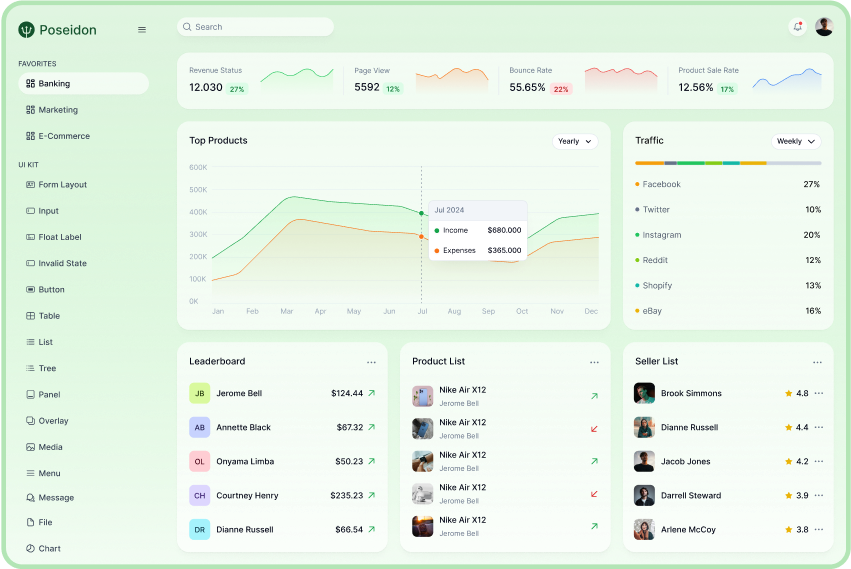 Poseidon
Search
FAVORITES
Banking
Marketing
E-Commerce
UI KIT
Form Layout
Input
Float Label
Invalid State
Button
Table
List
Tree
Panel
Overlay
Media
Menu
Message
File
Chart
Revenue Status
12.030 27%
Page View
5592 12%
Bounce Rate
55.65% 22%
Product Sale Rate
12.56% 17%
Top Products
Yearly
600K
500K
400K
300K
200K
100K
0K
Jan Feb Mar Apr May Jun Jul Aug Sep Oct Nov Dec
Jul 2024
Income $680.000
Expenses $365.000
Traffic
Weekly
Facebook 27%
Twitter 10%
Instagram 20%
Reddit 12%
Shopify 13%
eBay 16%
Leaderboard
JB Jerome Bell $124.44
AB Annette Black $67.32
OL Onyama Limba $50.23
CH Courtney Henry $235.23
DR Dianne Russell $66.54
Product List
Nike Air X12
Jerome Bell
Nike Air X12
Jerome Bell
Nike Air X12
Jerome Bell
Nike Air X12
Jerome Bell
Nike Air X12
Jerome Bell
Seller List
Brook Simmons 4.8
Dianne Russell 4.4
Jacob Jones 4.2
Darrell Steward 3.9
Arlene McCoy 3.8